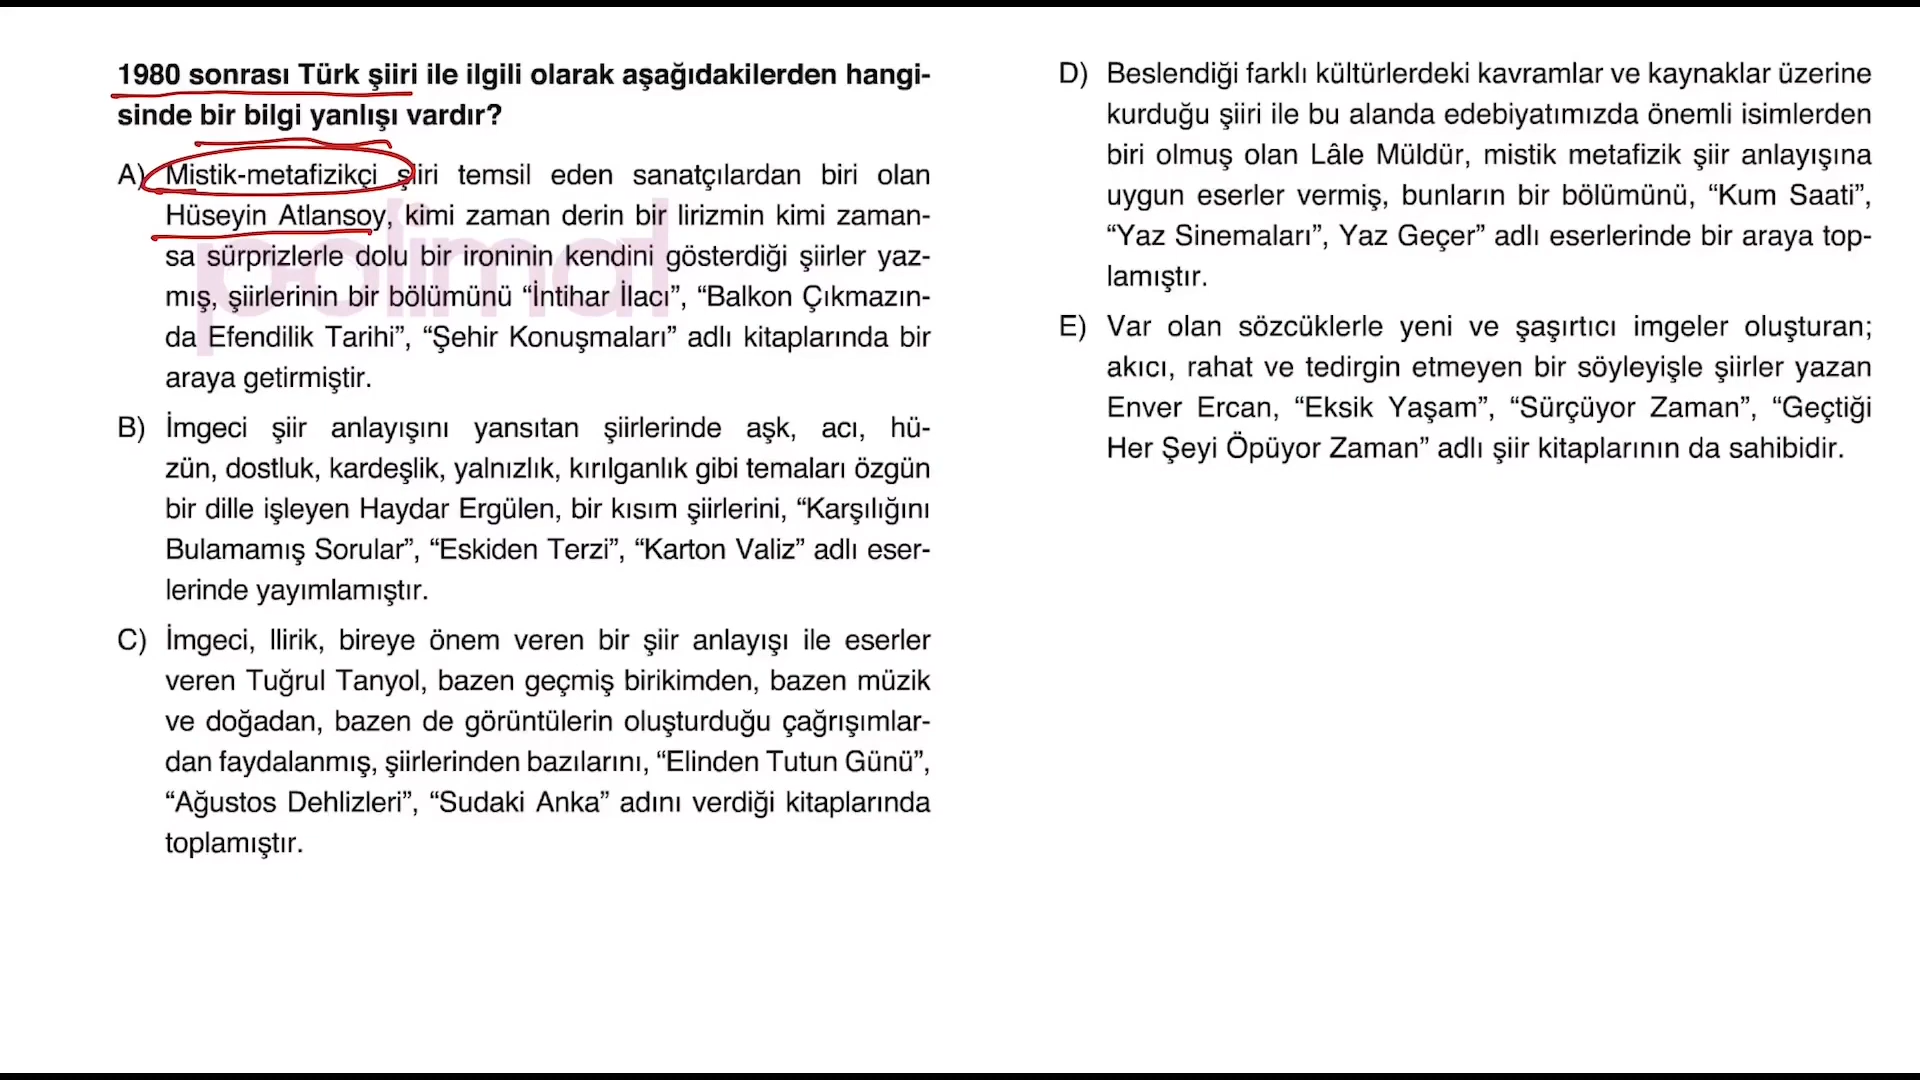 1980 sonrası Türk şiiri ile ilgili olarak aşağıdakilerden hangi-
sinde bir bilgi yanlışı vardır?
A) Mistik-metafizikçi şiiri temsil eden sanatçılardan biri olan
Hüseyin Atlansoy, kimi zaman derin bir lirizmin kimi zaman-
sa sürprizlerle dolu bir ironinin kendini gösterdiği şiirler yaz-
mış, şiirlerinin bir bölümünü “İntihar İlacı”, “Balkon Çıkmazın-
da Efendilik Tarihi”, “Şehir Konuşmaları” adlı kitaplarında bir
araya getirmiştir.
B) İmgeci şiir anlayışını yansıtan şiirlerinde aşk, acı, hü-
zün, dostluk, kardeşlik, yalnızlık, kırılganlık gibi temaları özgün
bir dille işleyen Haydar Ergülen, bir kısım şiirlerini, “Karşılığını
Bulamamış Sorular”, “Eskiden Terzi”, “Karton Valiz” adlı eser-
lerinde yayımlamıştır.
C) İmgeci, llirik, bireye önem veren bir şiir anlayışı ile eserler
veren Tuğrul Tanyol, bazen geçmiş birikimden, bazen müzik
ve doğadan, bazen de görüntülerin oluşturduğu çağrışımlar-
dan faydalanmış, şiirlerinden bazılarını, “Elinden Tutun Günü”,
“Ağustos Dehlizleri”, “Sudaki Anka” adını verdiği kitaplarında
toplamıştır.
D) Beslendiği farklı kültürlerdeki kavramlar ve kaynaklar üzerine
kurduğu şiiri ile bu alanda edebiyatımızda önemli isimlerden
biri olmuş olan Lâle Müldür, mistik metafizik şiir anlayışına
uygun eserler vermiş, bunların bir bölümünü, “Kum Saati”,
“Yaz Sinemaları”, Yaz Geçer” adlı eserlerinde bir araya top-
lamıştır.
E) Var olan sözcüklerle yeni ve şaşırtıcı imgeler oluşturan;
akıcı, rahat ve tedirgin etmeyen bir söyleyişle şiirler yazan
Enver Ercan, “Eksik Yaşam”, “Sürçüyor Zaman”, “Geçtiği
Her Şeyi Öpüyor Zaman” adlı şiir kitaplarının da sahibidir.
palimal